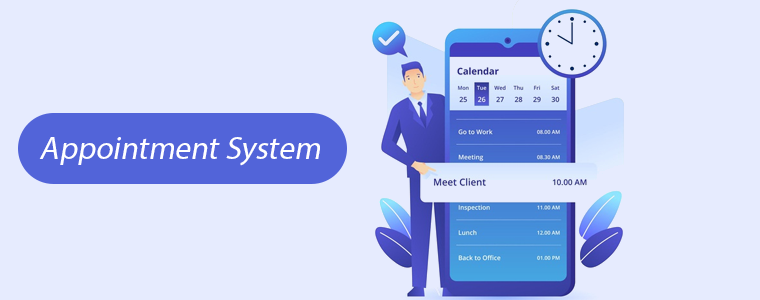 Appointment System
Calendar
Mon Tue Wed Thu Fri Sat
25 26 27 28 29 30
Go to Work 08.00 AM
Meeting 08.30 AM
Meet Client 10.00 AM
Inspection 11.00 AM
Lunch 12.00 AM
Back to Office 01.00 PM